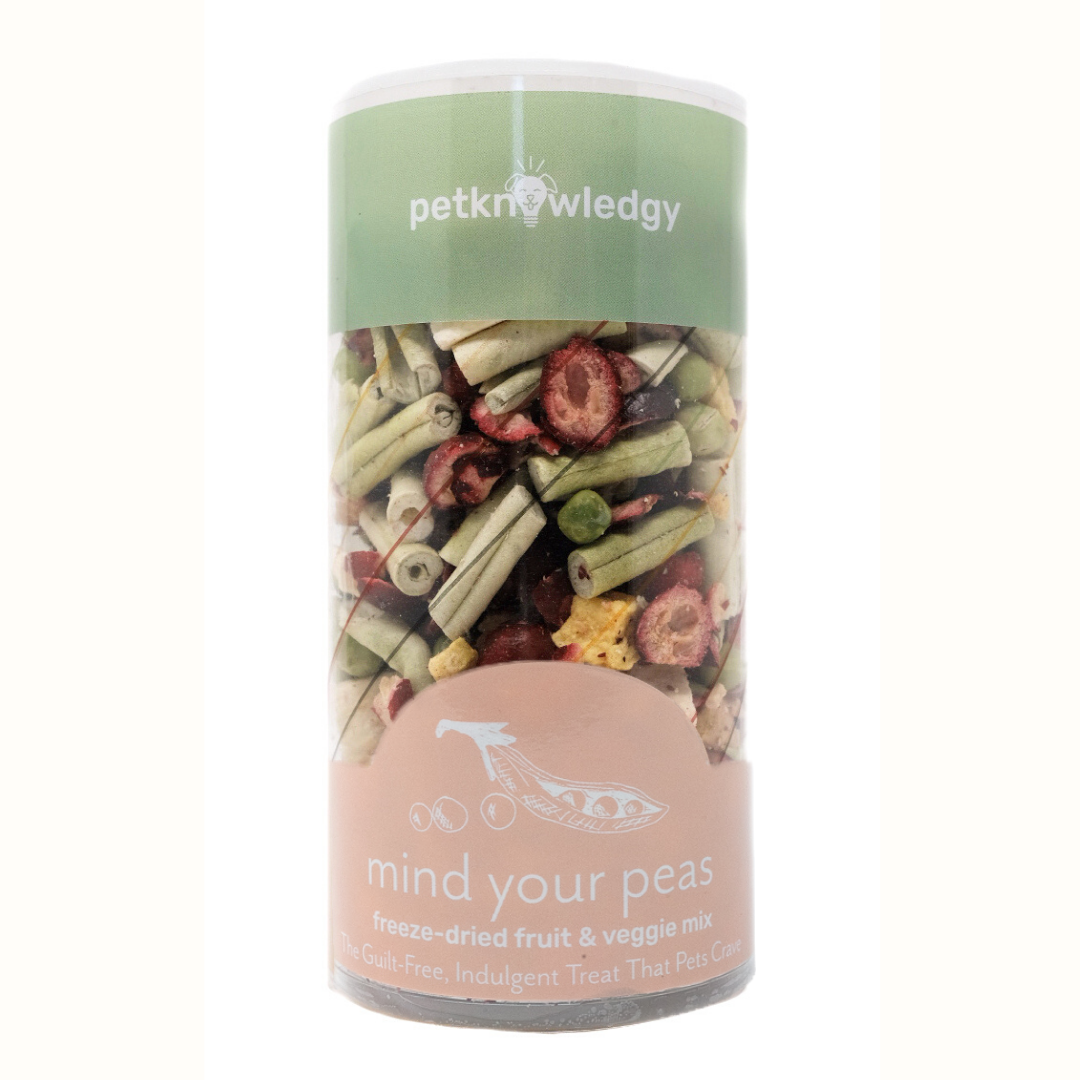 petknowledgy
mind your peas
freeze-dried fruit & veggie mix
The Guilt-Free, Indulgent Treat That Pets Crave